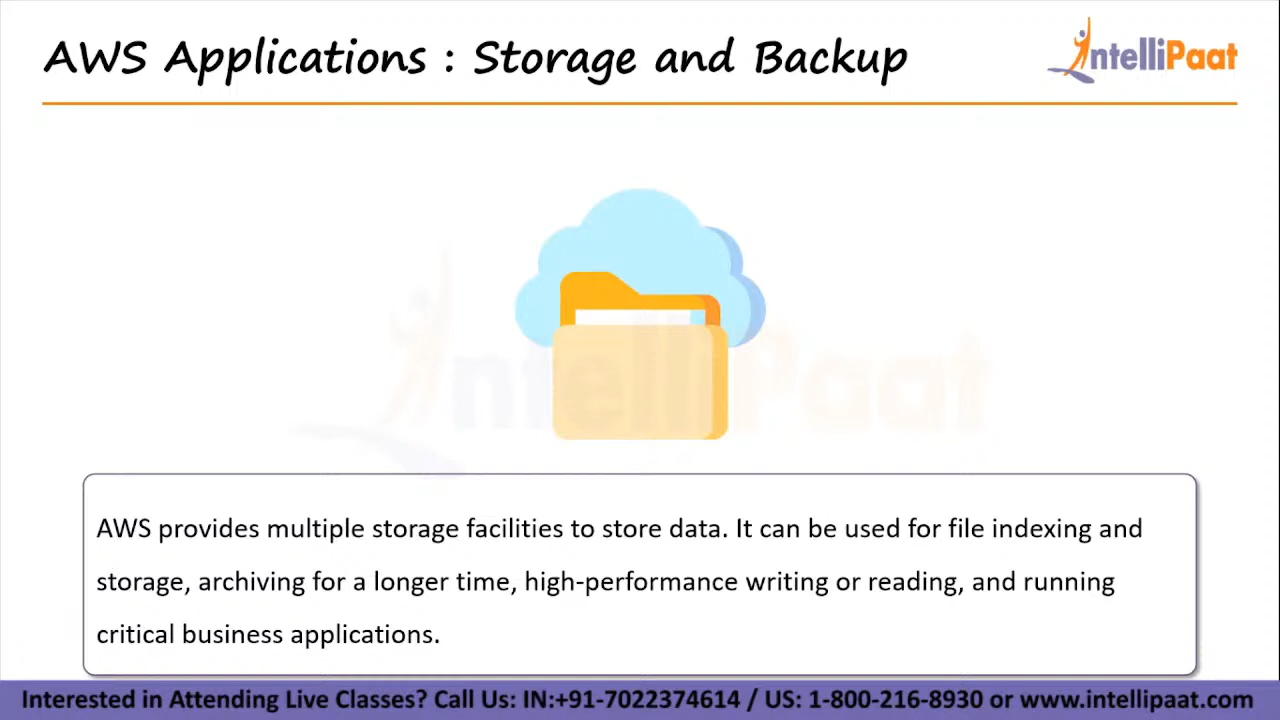 AWS Applications : Storage and Backup
IntelliPaat
IntelliPaat
AWS provides multiple storage facilities to store data. It can be used for file indexing and
storage, archiving for a longer time, high-performance writing or reading, and running
critical business applications.
Interested in Attending Live Classes? Call Us: IN:+91-7022374614 / US: 1-800-216-8930 or www.intellipaat.com